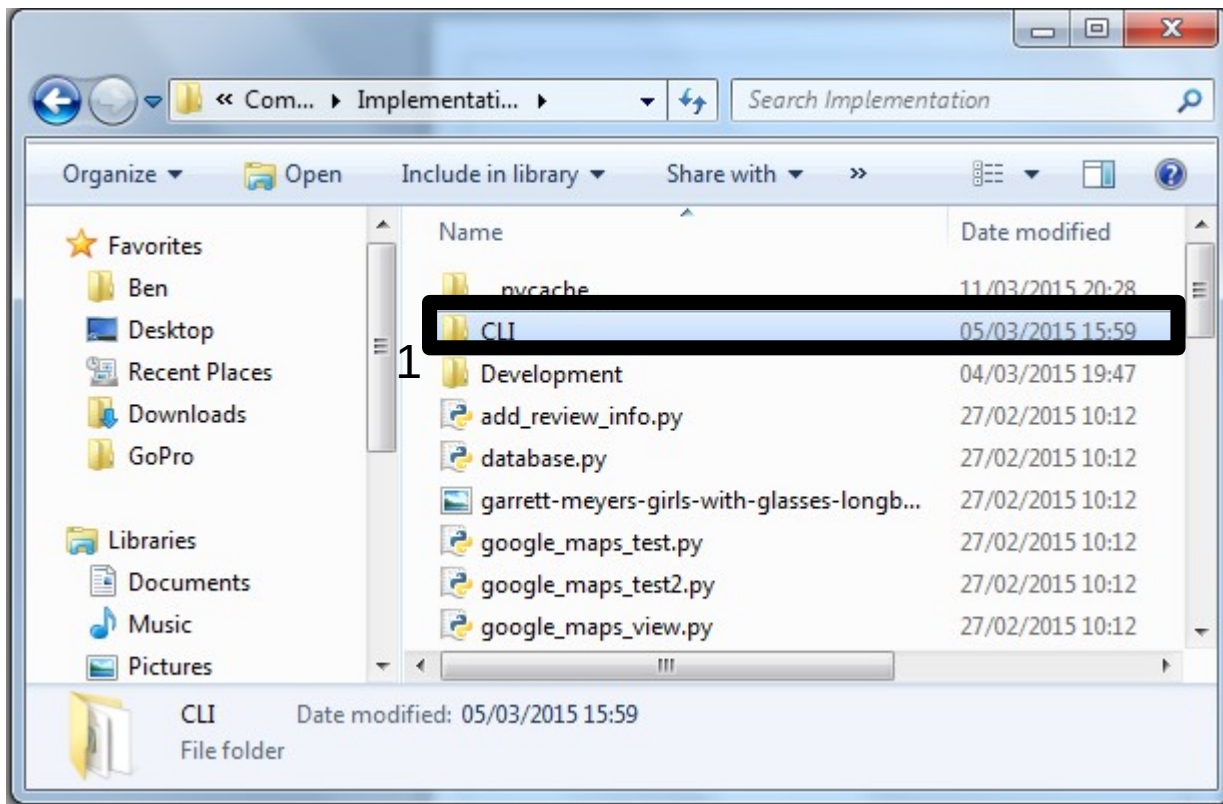 « Com... Implementati...
Search Implementation
Organize Open Include in library Share with »
Favorites
Ben
Desktop
Recent Places
Downloads
GoPro
Libraries
Documents
Music
Pictures
Name Date modified
__pycache__ 11/03/2015 20:28
CLI 05/03/2015 15:59
1
Development 04/03/2015 19:47
add_review_info.py 27/02/2015 10:12
database.py 27/02/2015 10:12
garrett-meyers-girls-with-glasses-longb... 27/02/2015 10:12
google_maps_test.py 27/02/2015 10:12
google_maps_test2.py 27/02/2015 10:12
google_maps_view.py 27/02/2015 10:12
CLI Date modified: 05/03/2015 15:59
File folder